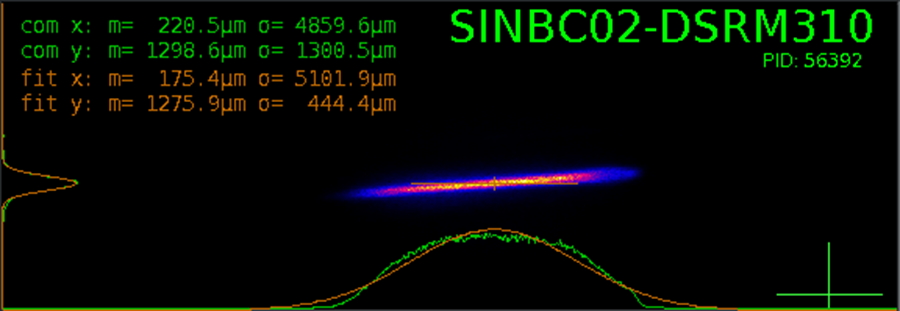 com x: m= 220.5µm σ= 4859.6µm
com y: m= 1298.6µm σ= 1300.5µm
fit x: m= 175.4µm σ= 5101.9µm
fit y: m= 1275.9µm σ= 444.4µm
SINBC02-DSRM310
PID: 56392